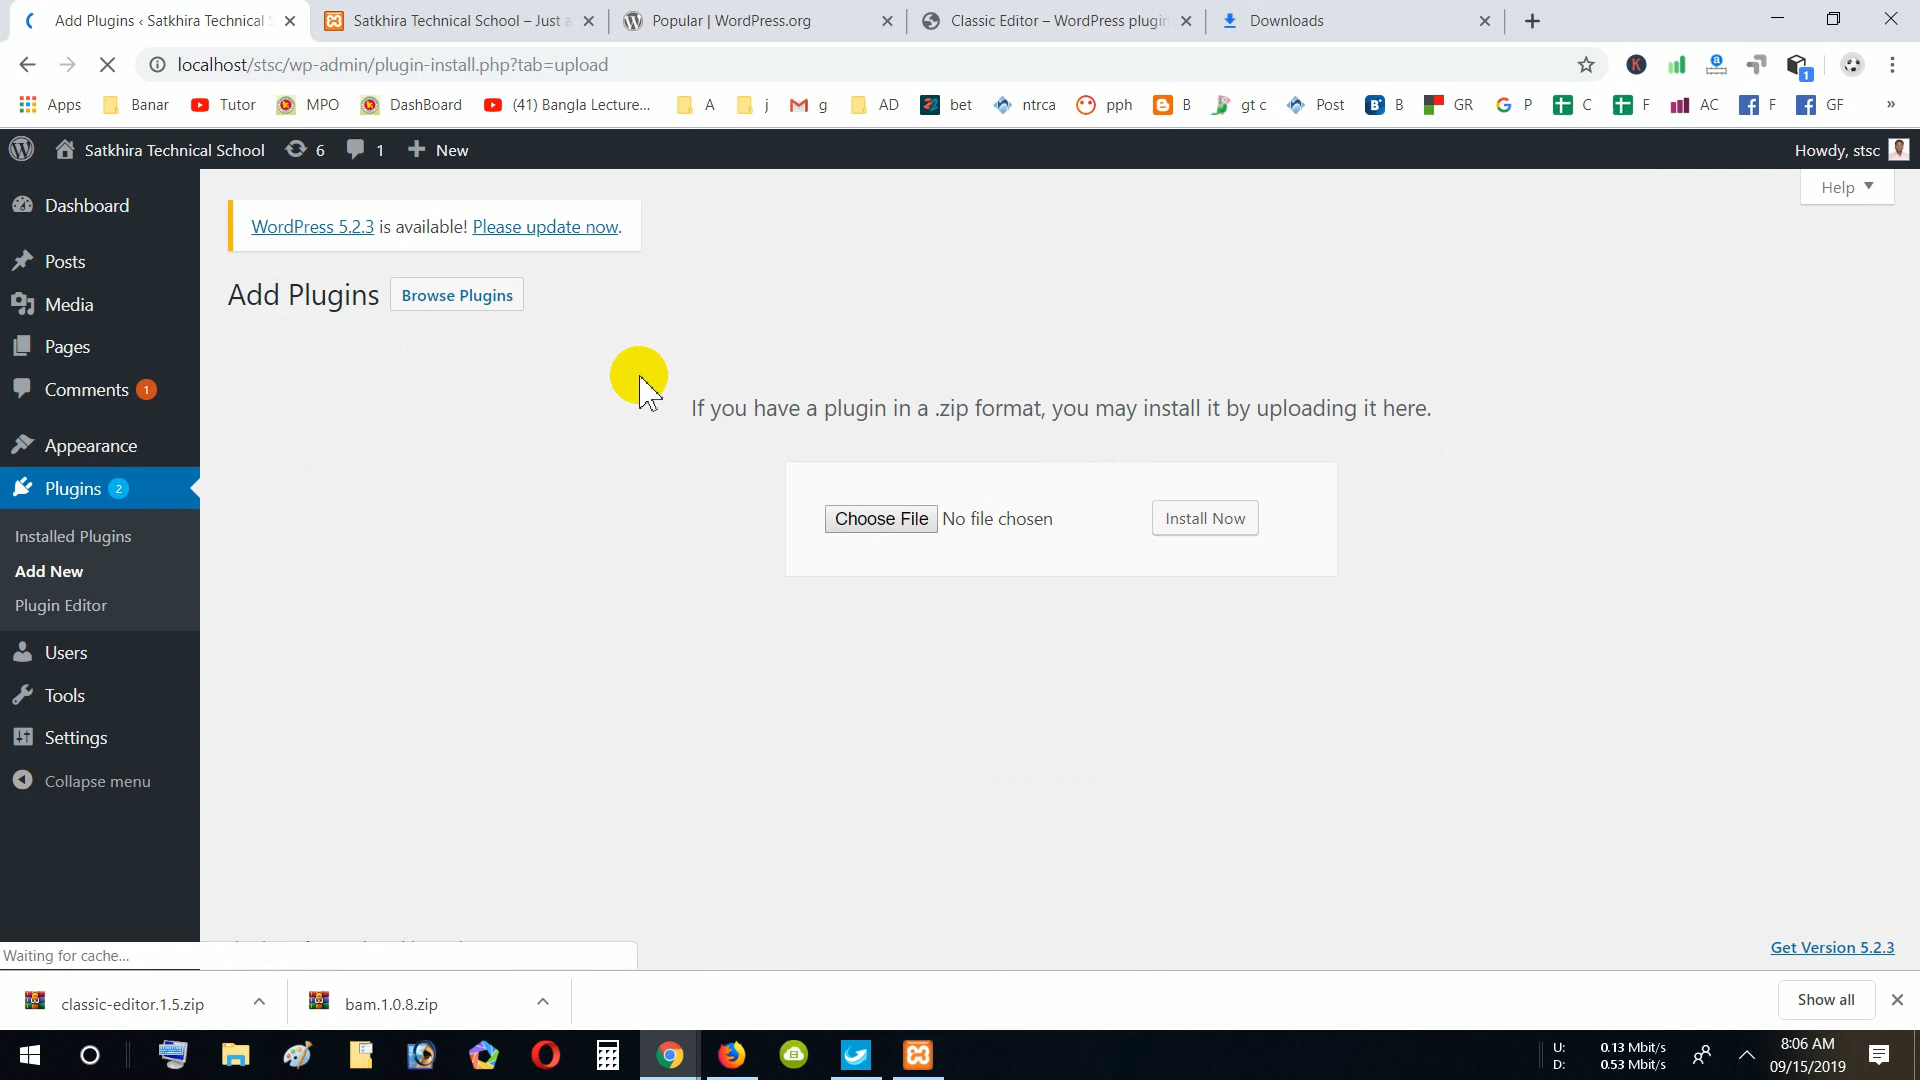 Add Plugins ‹ Satkhira Technical S
Satkhira Technical School – Just a
Popular | WordPress.org
Classic Editor – WordPress plugin
Downloads
localhost/stsc/wp-admin/plugin-install.php?tab=upload
K
a
1
Apps
Banar
Tutor
MPO
DashBoard
(41) Bangla Lecture...
A
j
g
AD
bet
ntrca
pph
B
gt c
Post
B
GR
P
C
F
AC
F
GF
»
Satkhira Technical School
6
1
New
Howdy, stsc
Help
Dashboard
Posts
Media
Pages
Comments 1
Appearance
Plugins 2
Installed Plugins
Add New
Plugin Editor
Users
Tools
Settings
Collapse menu
WordPress 5.2.3 is available! Please update now.
Add Plugins
Browse Plugins
If you have a plugin in a .zip format, you may install it by uploading it here.
Choose File No file chosen
Install Now
Waiting for cache...
Get Version 5.2.3
classic-editor.1.5.zip
bam.1.0.8.zip
Show all
U: 0.13 Mbit/s
D: 0.53 Mbit/s
8:06 AM
09/15/2019